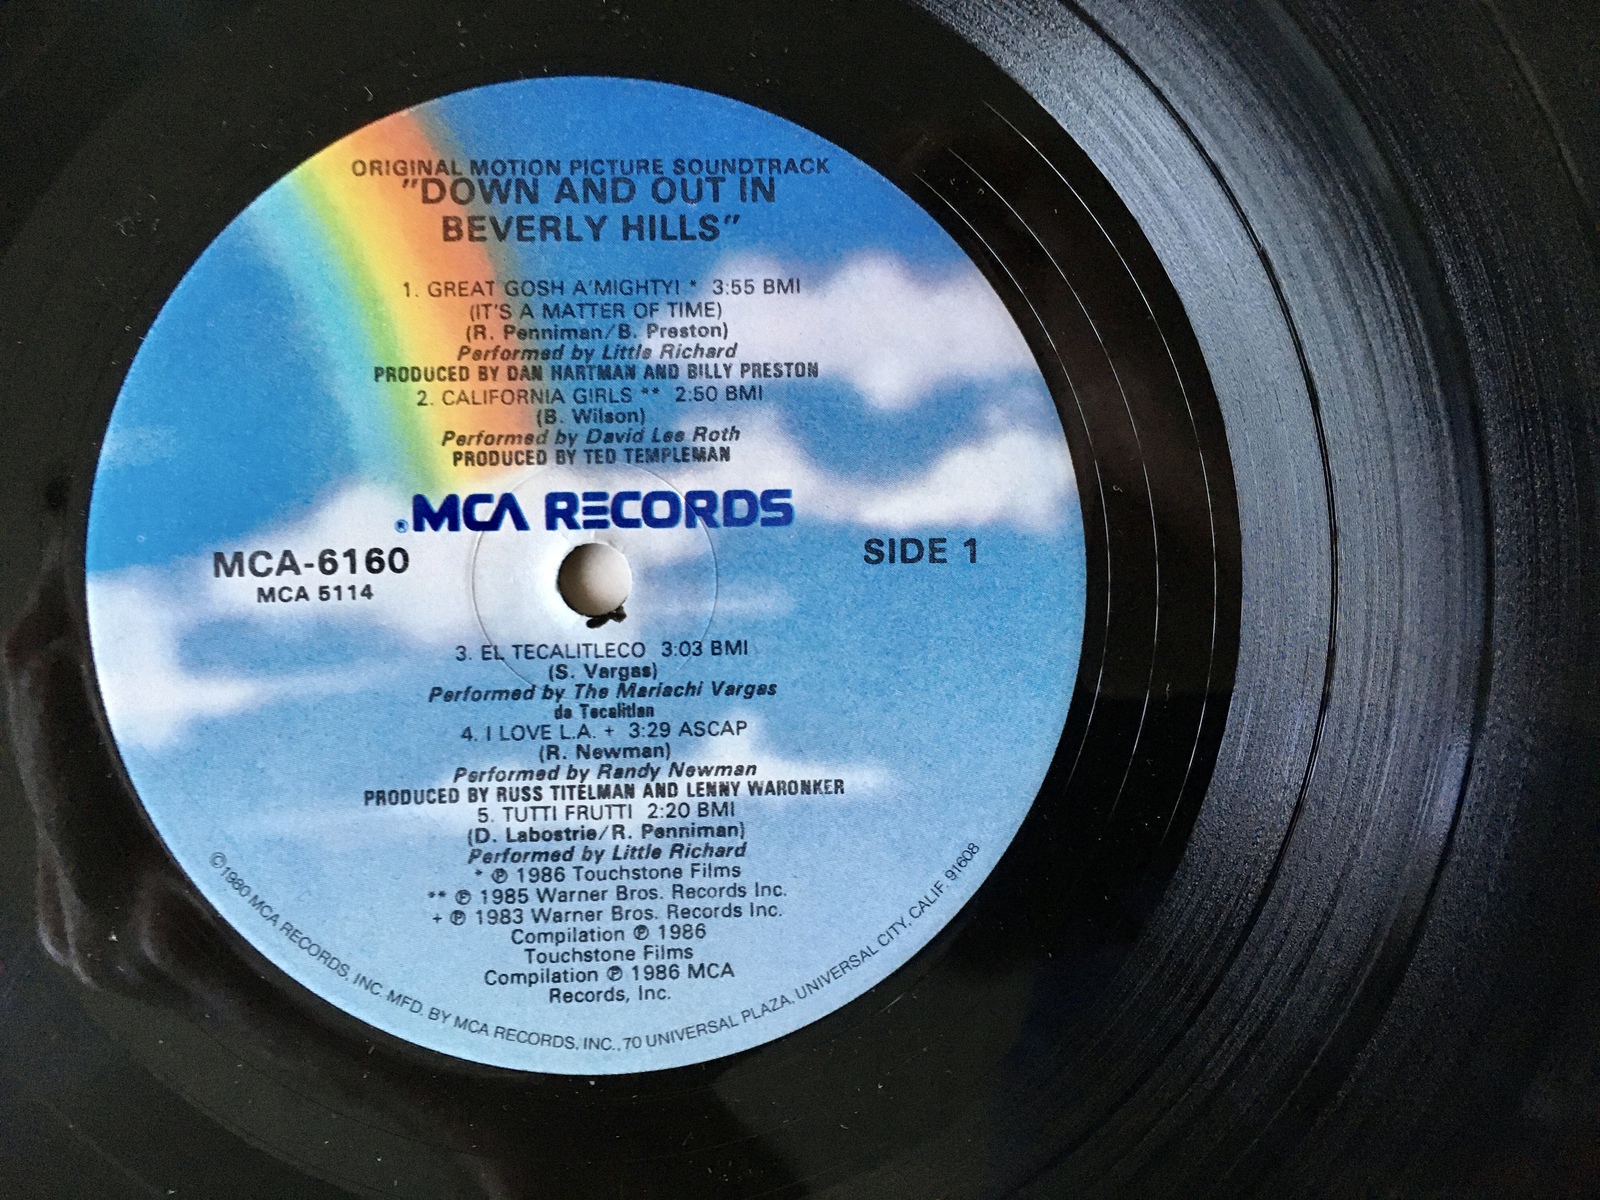 ORIGINAL MOTION PICTURE SOUNDTRACK
"DOWN AND OUT IN
BEVERLY HILLS"
1. GREAT GOSH A'MIGHTY! * 3:55 BMI
(IT'S A MATTER OF TIME)
(R. Penniman/B. Preston)
Performed by Little Richard
PRODUCED BY DAN HARTMAN AND BILLY PRESTON
2. CALIFORNIA GIRLS ** 2:50 BMI
(B. Wilson)
Performed by David Lee Roth
PRODUCED BY TED TEMPLEMAN
®MCA RECORDS
MCA-6160
MCA 5114
SIDE 1
3. EL TECALITLECO 3:03 BMI
(S. Vargas)
Performed by The Mariachi Vargas
de Tecalitlan
4. I LOVE L.A. + 3:29 ASCAP
(R. Newman)
Performed by Randy Newman
PRODUCED BY RUSS TITELMAN AND LENNY WARONKER
5. TUTTI FRUTTI 2:20 BMI
(D. Labostrie/R. Penniman)
Performed by Little Richard
* ℗ 1986 Touchstone Films
** ℗ 1985 Warner Bros. Records Inc.
+ ℗ 1983 Warner Bros. Records Inc.
Compilation ℗ 1986
Touchstone Films
Compilation ℗ 1986 MCA
Records, Inc.
©1980 MCA RECORDS, INC. MFD. BY MCA RECORDS, INC., 70 UNIVERSAL PLAZA, UNIVERSAL CITY, CALIF. 91608